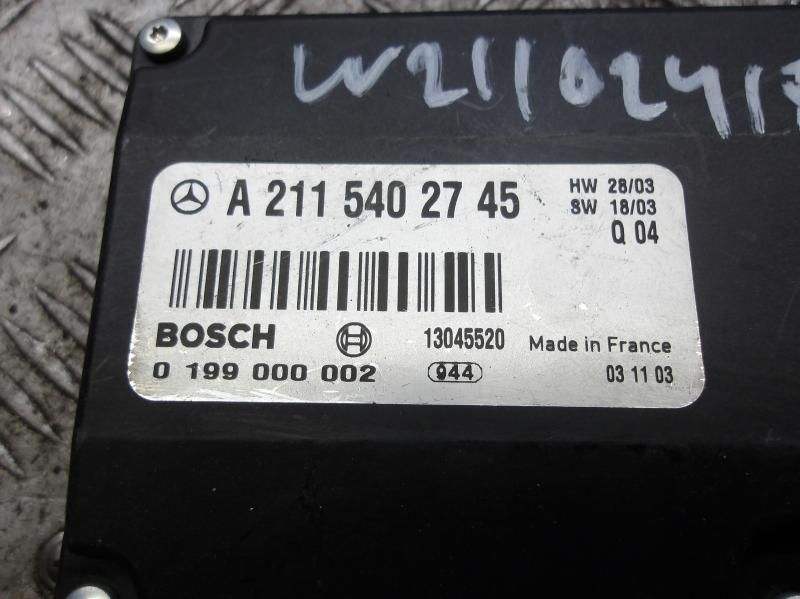 W21102417
A 211 540 27 45
HW 28/03
SW 18/03
Q 04
BOSCH
13045520
Made in France
0 199 000 002
944
03 11 03